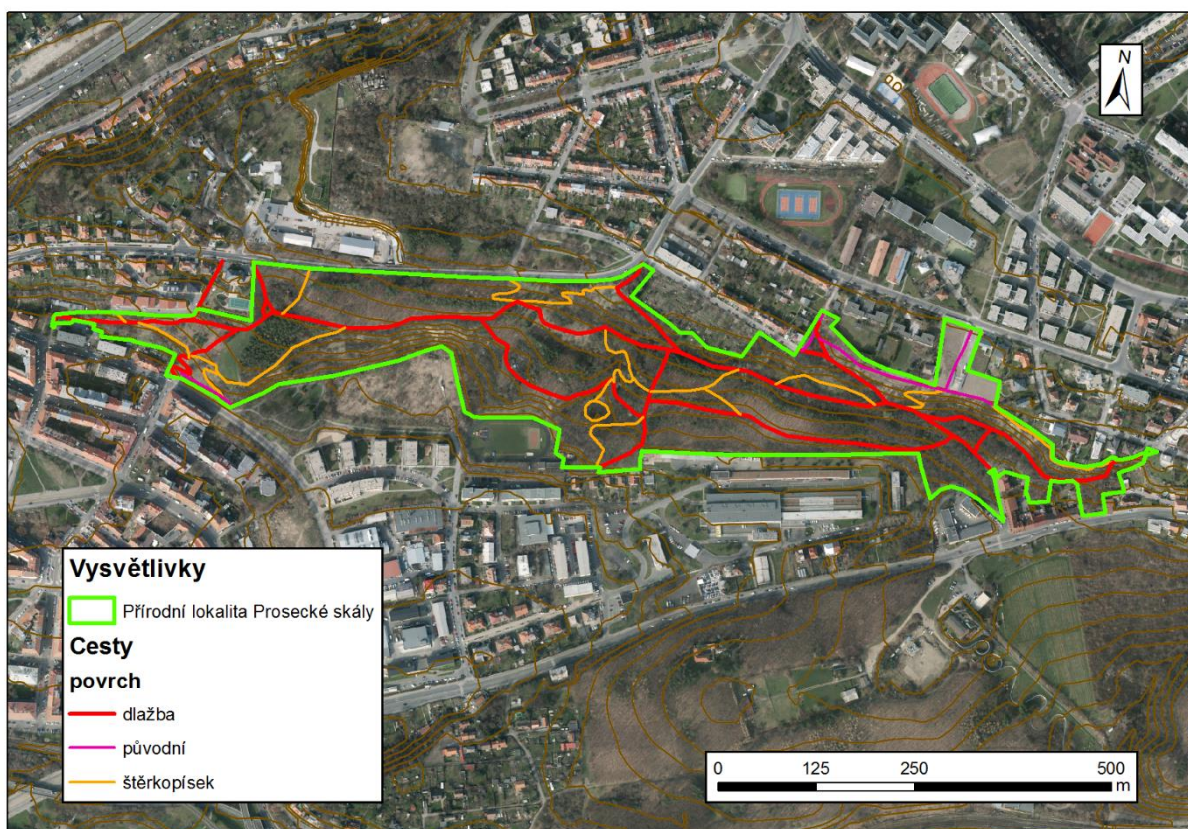 N
Vysvětlivky
Přírodní lokalita Prosecké skály
Cesty
povrch
dlažba
původní
štěrkopísek
0 125 250 500
m